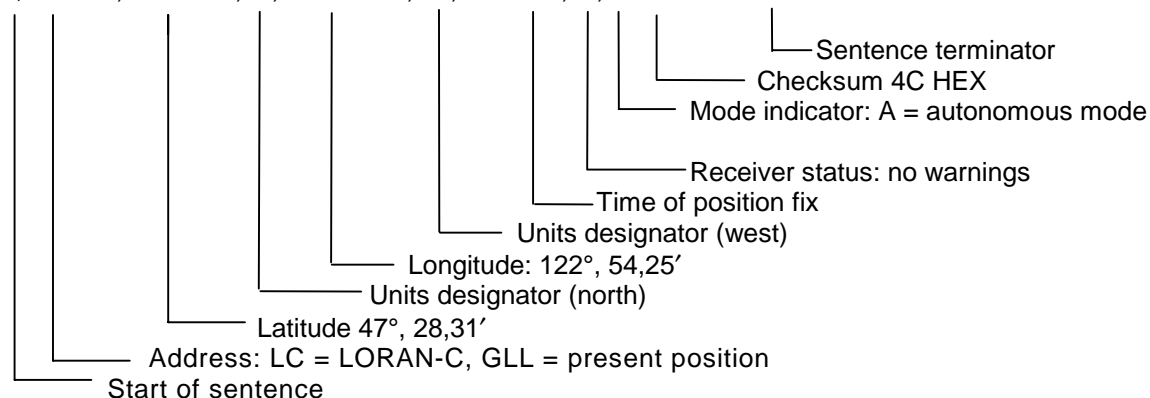 Sentence terminator
Checksum 4C HEX
Mode indicator: A = autonomous mode
Receiver status: no warnings
Time of position fix
Units designator (west)
Longitude: 122°, 54,25′
Units designator (north)
Latitude 47°, 28,31′
Address: LC = LORAN-C, GLL = present position
Start of sentence